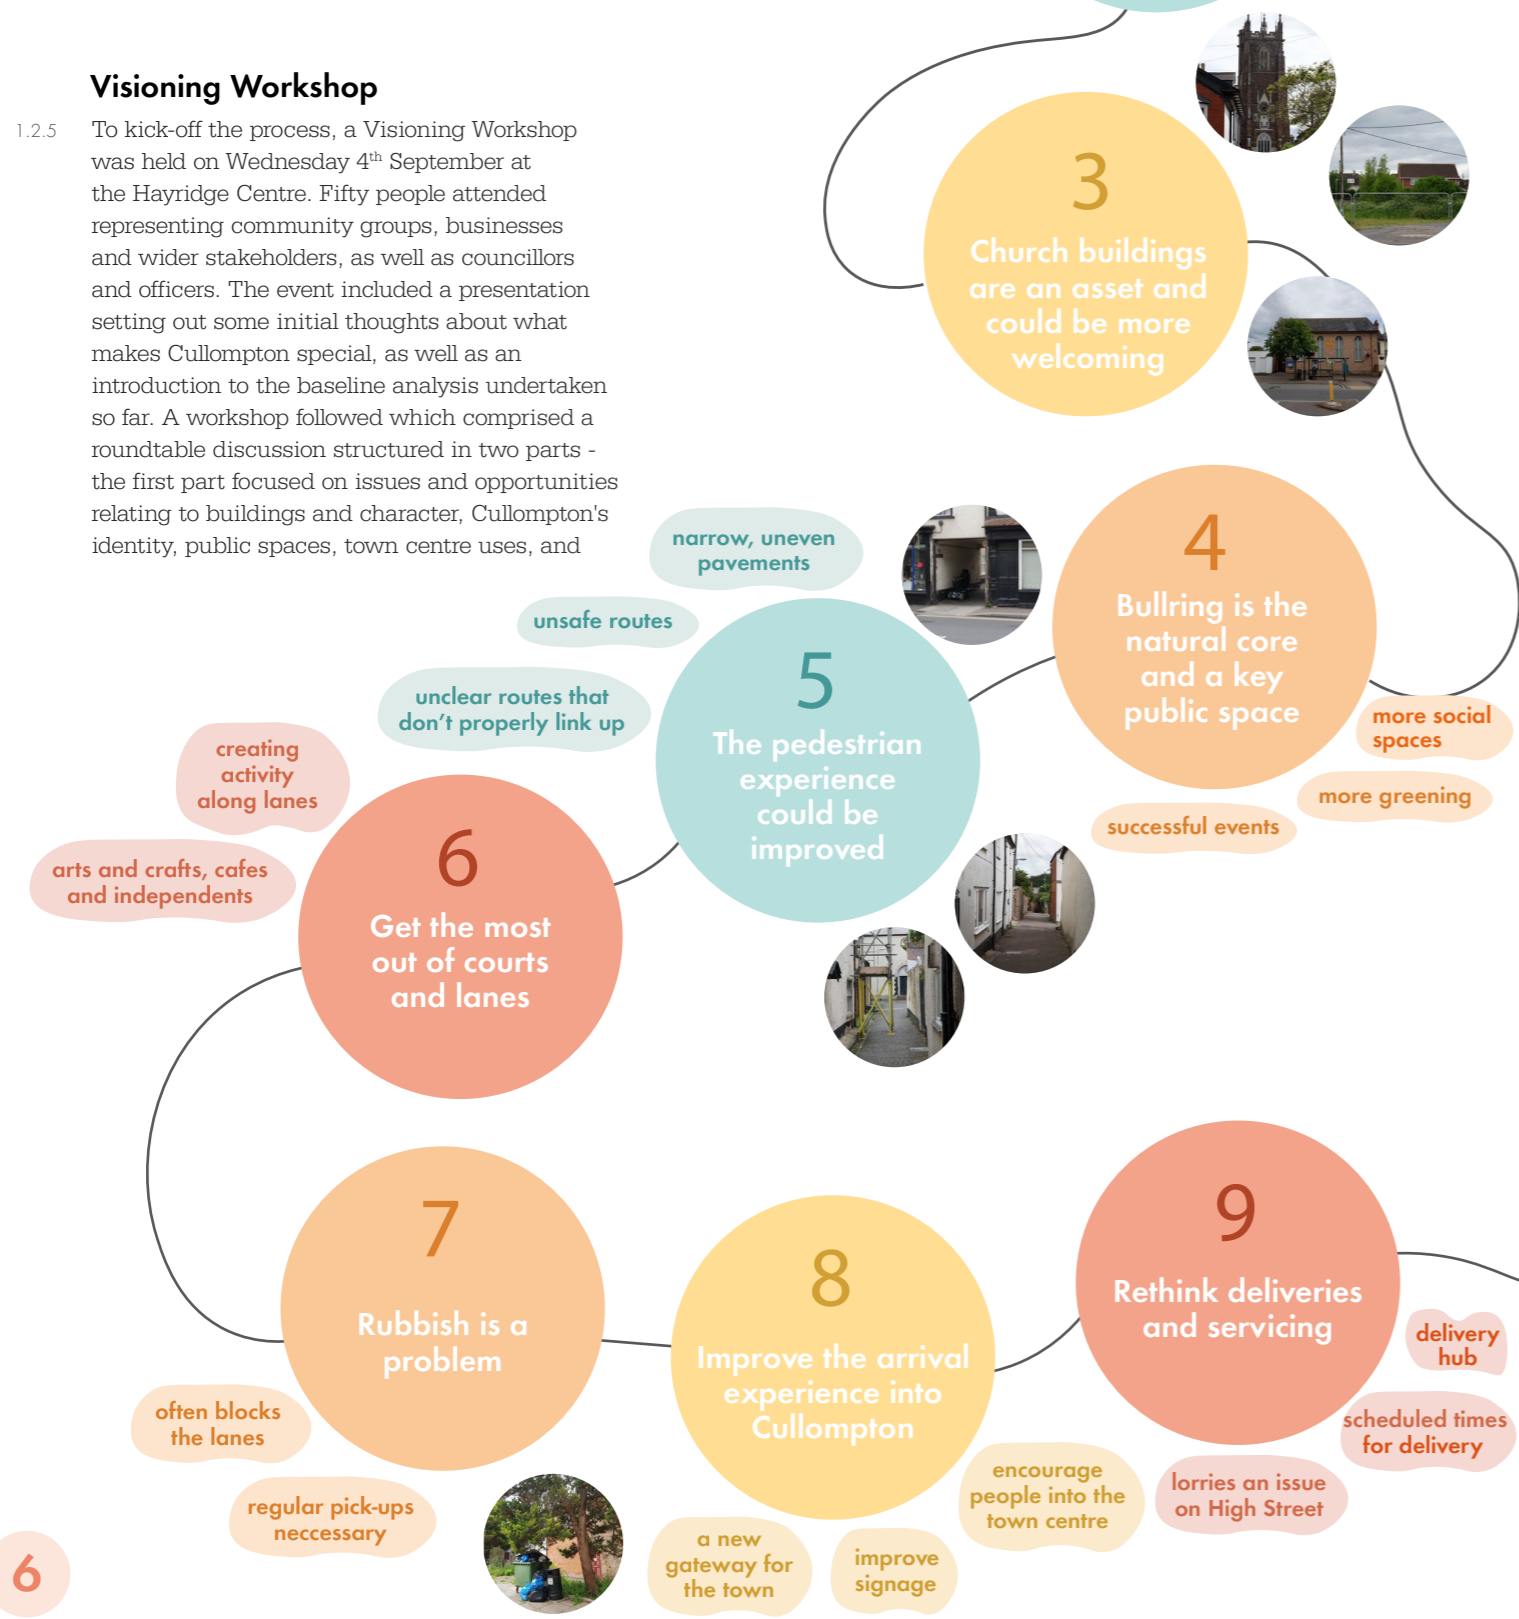 Visioning Workshop
1.2.5
To kick-off the process, a Visioning Workshop
was held on Wednesday 4th September at
the Hayridge Centre. Fifty people attended
representing community groups, businesses
and wider stakeholders, as well as councillors
and officers. The event included a presentation
setting out some initial thoughts about what
makes Cullompton special, as well as an
introduction to the baseline analysis undertaken
so far. A workshop followed which comprised a
roundtable discussion structured in two parts -
the first part focused on issues and opportunities
relating to buildings and character, Cullompton's
identity, public spaces, town centre uses, and
3
Church buildings
are an asset and
could be more
welcoming
4
Bullring is the
natural core
and a key
public space
more social
spaces
more greening
successful events
5
The pedestrian
experience
could be
improved
narrow, uneven
pavements
unsafe routes
unclear routes that
don't properly link up
6
Get the most
out of courts
and lanes
creating
activity
along lanes
arts and crafts, cafes
and independents
7
Rubbish is a
problem
often blocks
the lanes
regular pick-ups
neccessary
8
Improve the arrival
experience into
Cullompton
a new
gateway for
the town
improve
signage
encourage
people into the
town centre
9
Rethink deliveries
and servicing
delivery
hub
scheduled times
for delivery
lorries an issue
on High Street
6